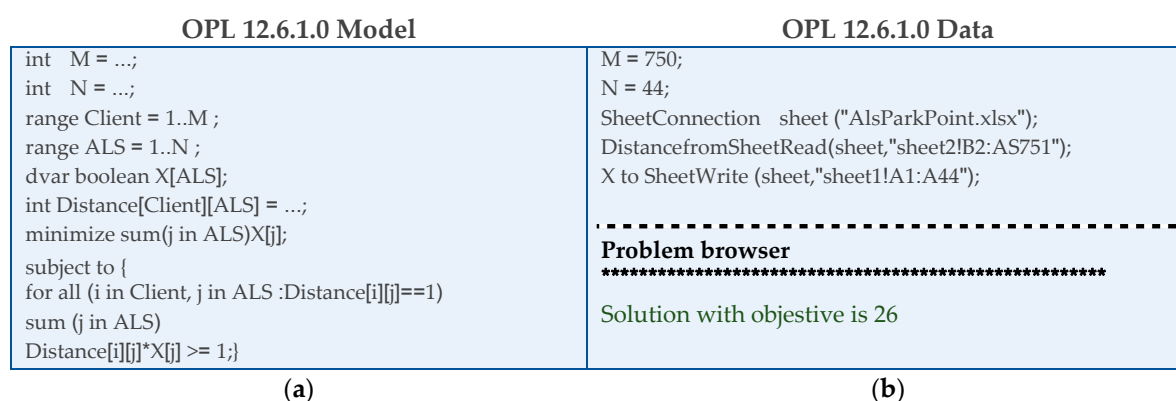 OPL 12.6.1.0 Model
int M = ...;
int N = ...;
range Client = 1..M ;
range ALS = 1..N ;
dvar boolean X[ALS];
int Distance[Client][ALS] = ...;
minimize sum(j in ALS)X[j];
subject to {
for all (i in Client, j in ALS :Distance[i][j]==1)
sum (j in ALS)
Distance[i][j]*X[j] >= 1;}
(a)
OPL 12.6.1.0 Data
M = 750;
N = 44;
SheetConnection sheet ("AlsParkPoint.xlsx");
DistancefromSheetRead(sheet,"sheet2!B2:AS751");
X to SheetWrite (sheet,"sheet1!A1:A44");
Problem browser
******************************************************
Solution with objestive is 26
(b)